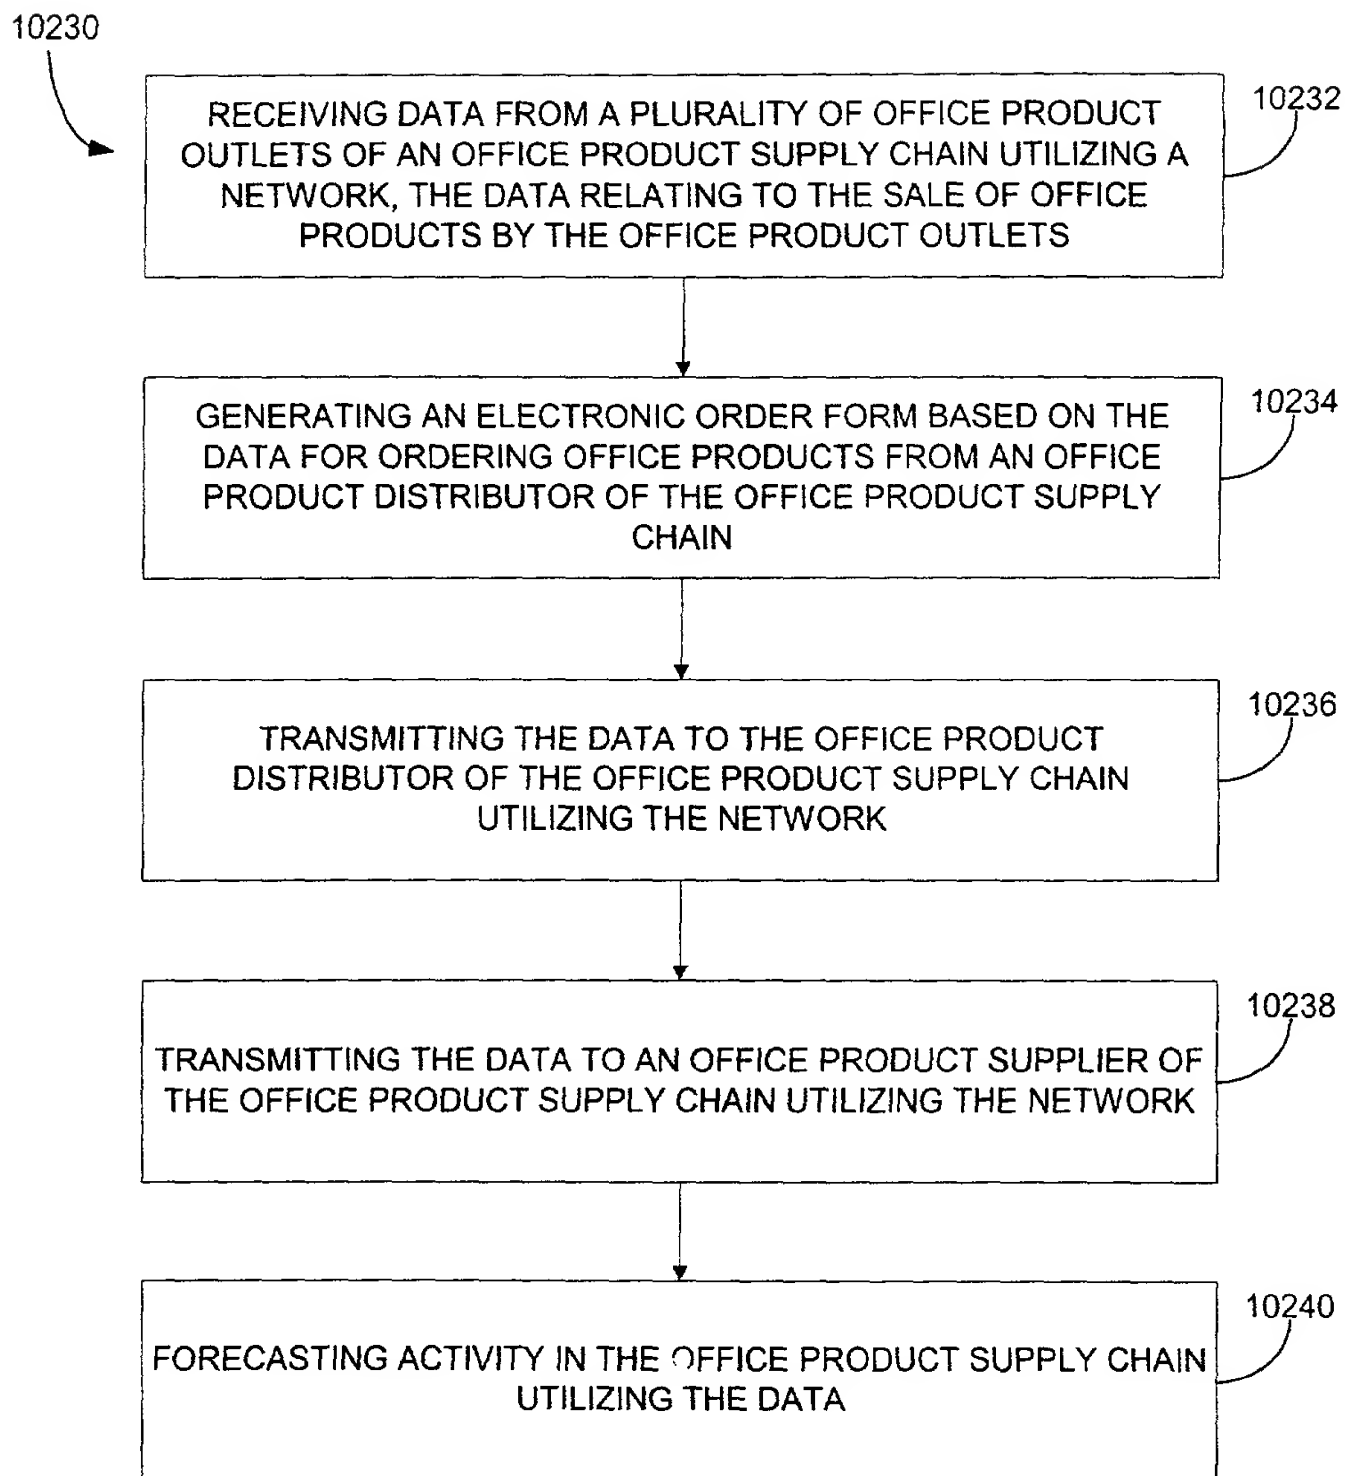 10230
10232
RECEIVING DATA FROM A PLURALITY OF OFFICE PRODUCT
OUTLETS OF AN OFFICE PRODUCT SUPPLY CHAIN UTILIZING A
NETWORK, THE DATA RELATING TO THE SALE OF OFFICE
PRODUCTS BY THE OFFICE PRODUCT OUTLETS
10234
GENERATING AN ELECTRONIC ORDER FORM BASED ON THE
DATA FOR ORDERING OFFICE PRODUCTS FROM AN OFFICE
PRODUCT DISTRIBUTOR OF THE OFFICE PRODUCT SUPPLY
CHAIN
10236
TRANSMITTING THE DATA TO THE OFFICE PRODUCT
DISTRIBUTOR OF THE OFFICE PRODUCT SUPPLY CHAIN
UTILIZING THE NETWORK
10238
TRANSMITTING THE DATA TO AN OFFICE PRODUCT SUPPLIER OF
THE OFFICE PRODUCT SUPPLY CHAIN UTILIZING THE NETWORK
10240
FORECASTING ACTIVITY IN THE OFFICE PRODUCT SUPPLY CHAIN
UTILIZING THE DATA